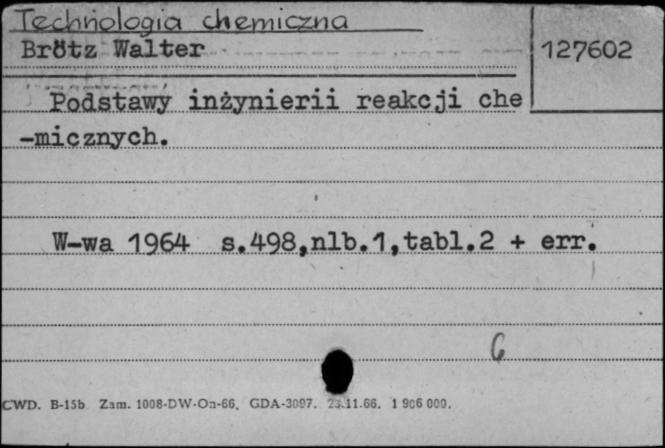 Technologia chemiczna
Brötz Walter
127602
Podstawy inżynierii reakcji che
-micznych.
W-wa 1964 s.498,nlb.1,tabl.2 + err.
6
CWD. B-15b Zam. 1008-DW-On-66. GDA-3097. 23.11.66. 1 906 000.